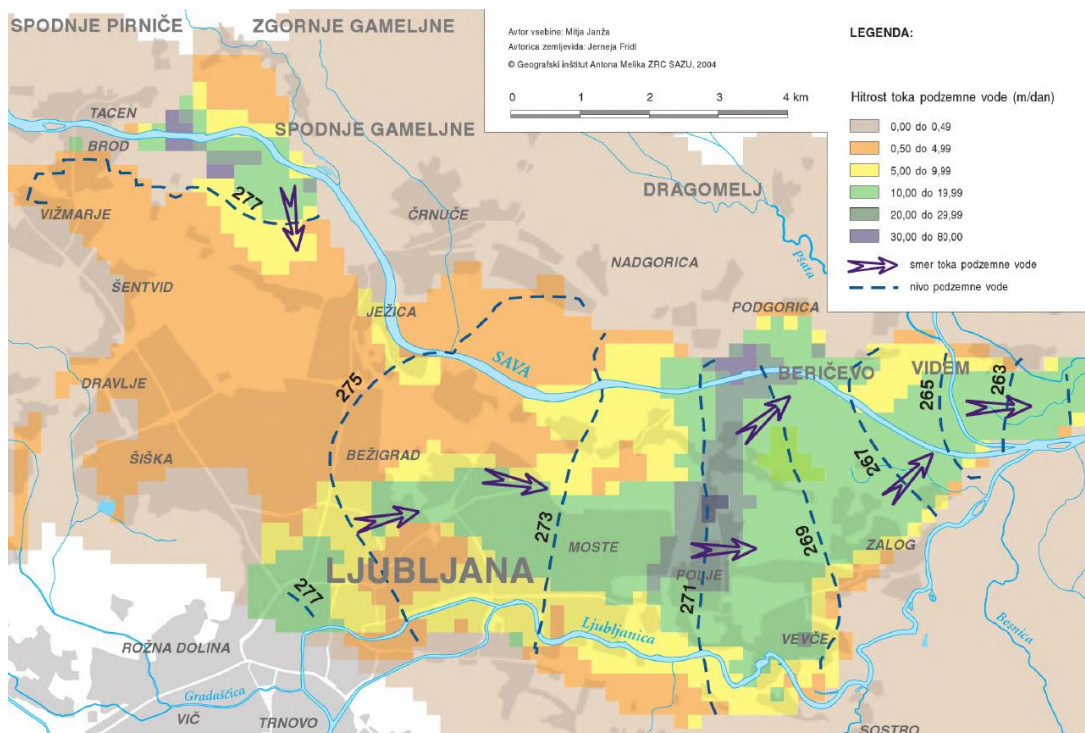 SPODNJE PIRNIČE
ZGORNJE GAMELJNE
Avtor vsebine: Mitja Janža
Avtorica zemljevida: Jerneja Fridl
© Geografski inštitut Antona Melika ZRC SAZU, 2004
0 1 2 3 4 km
LEGENDA:
Hitrost toka podzemne vode (m/dan)
0,00 do 0,49
0,50 do 4,99
5,00 do 9,99
10,00 do 19,99
20,00 do 29,99
30,00 do 80,00
smer toka podzemne vode
nivo podzemne vode
TACEN
BROD
SPODNJE GAMELJNE
VIŽMARJE
277
ČRNUČE
DRAGOMELJ
Pšata
NADGORICA
ŠENTVID
JEŽICA
PODGORICA
SAVA
275
DRAVLJE
BERIČEVO
VIDEM
265
263
ŠIŠKA
BEŽIGRAD
267
273
MOSTE
269
ZALOG
LJUBLJANA
277
POLJE
271
Ljubljanica
VEVČE
Besnica
ROŽNA DOLINA
Gradaščica
VIČ
TRNOVO
SOSTRO